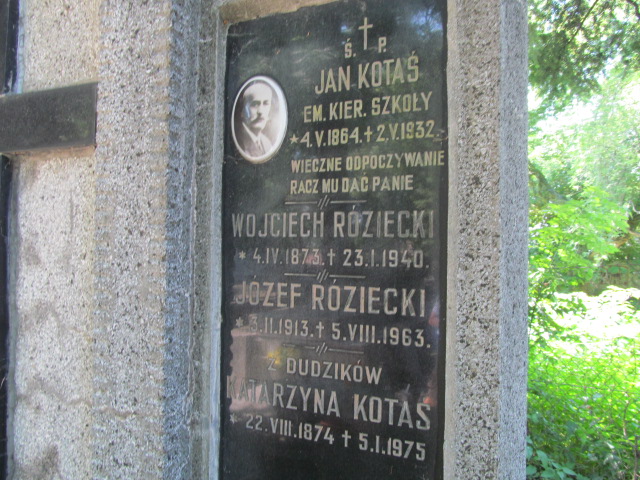 Ś. P.
JAN KOTAŚ
EM. KIER. SZKOŁY
*4.V.1864.+2.V.1932.
WIECZNE ODPOCZYWANIE
RACZ MU DAĆ PANIE
WOJCIECH RÓZIECKI
* 4.IV.1873.+ 23.I.1940.
JÓZEF RÓZIECKI
* 3.II.1913.+ 5.VIII.1963.
Z DUDZIKÓW
KATARZYNA KOTAŚ
* 22.VIII.1874 + 5.I.1975